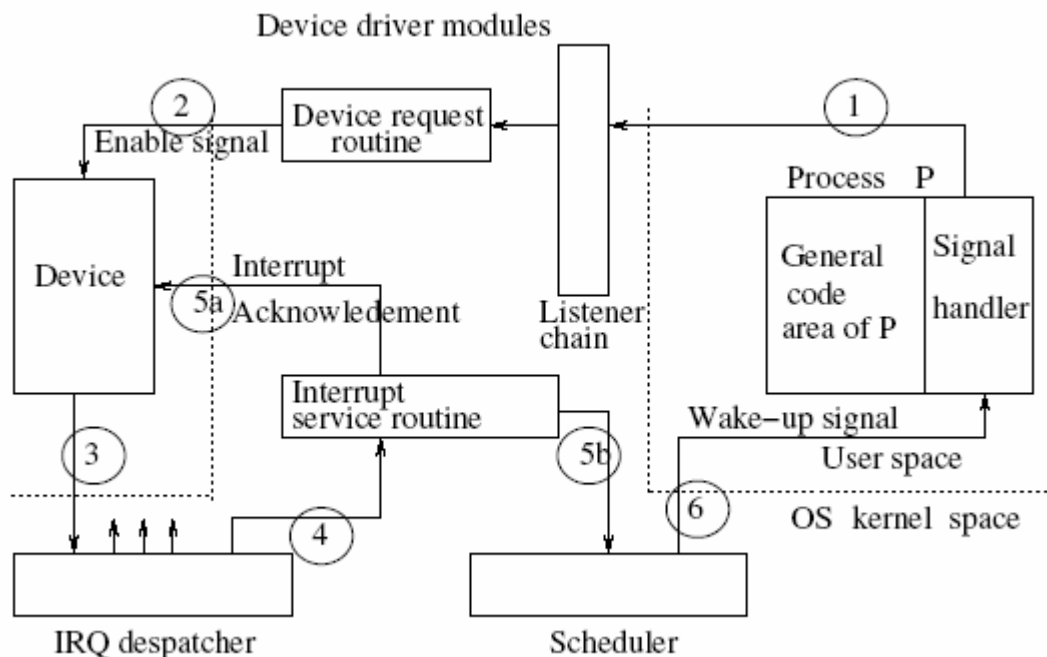 Device driver modules
2
1
Device request
routine
Enable signal
Process P
Device
Interrupt
5a
Acknowledement
Listener
chain
General
code
area of P
Signal
handler
Interrupt
service routine
Wake-up signal
3
5b
User space
4
6
OS kernel space
IRQ despatcher
Scheduler